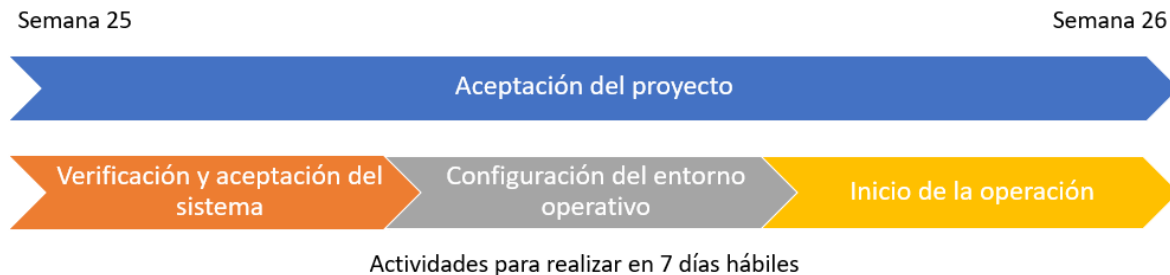 Semana 25
Semana 26
Aceptación del proyecto
Verificación y aceptación del
sistema
Configuración del entorno
operativo
Inicio de la operación
Actividades para realizar en 7 días hábiles